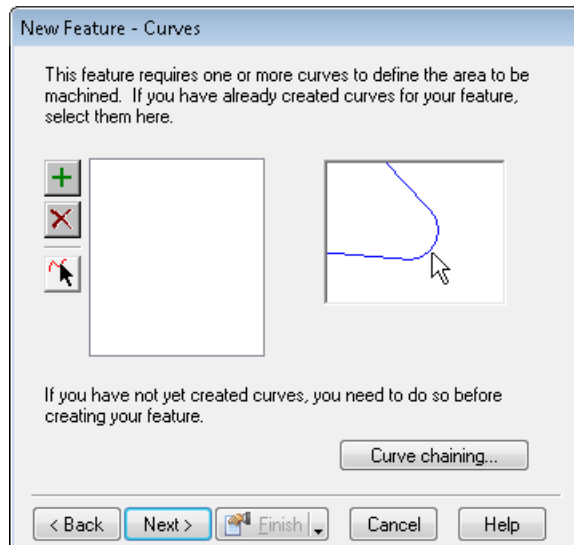 New Feature - Curves
This feature requires one or more curves to define the area to be
machined. If you have already created curves for your feature,
select them here.
If you have not yet created curves, you need to do so before
creating your feature.
Curve chaining...
< Back Next > Finish Cancel Help